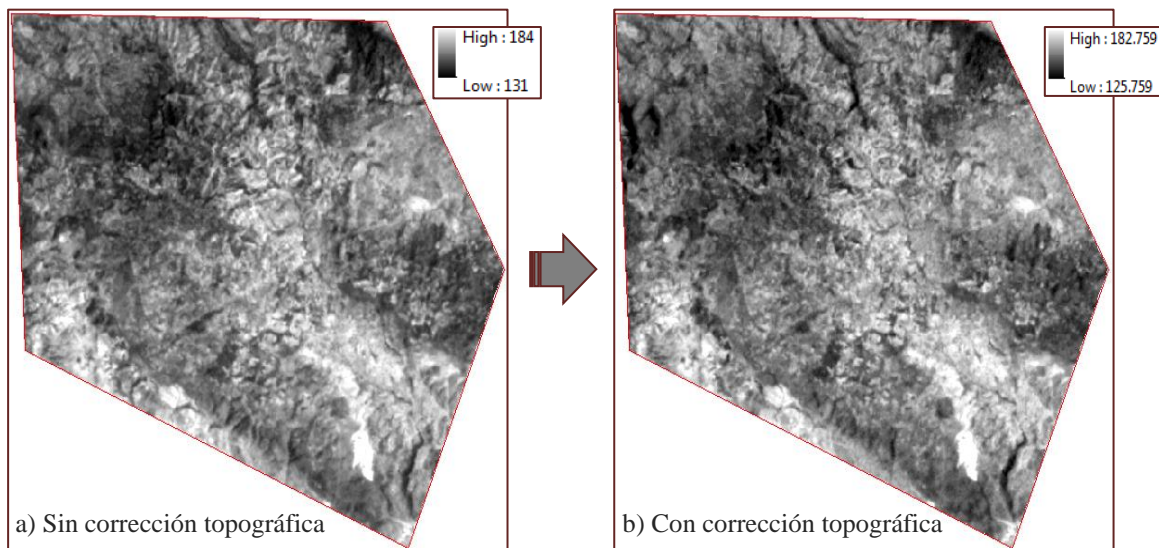 High : 184
Low : 131
High : 182.759
Low : 125.759
a) Sin corrección topográfica
b) Con corrección topográfica